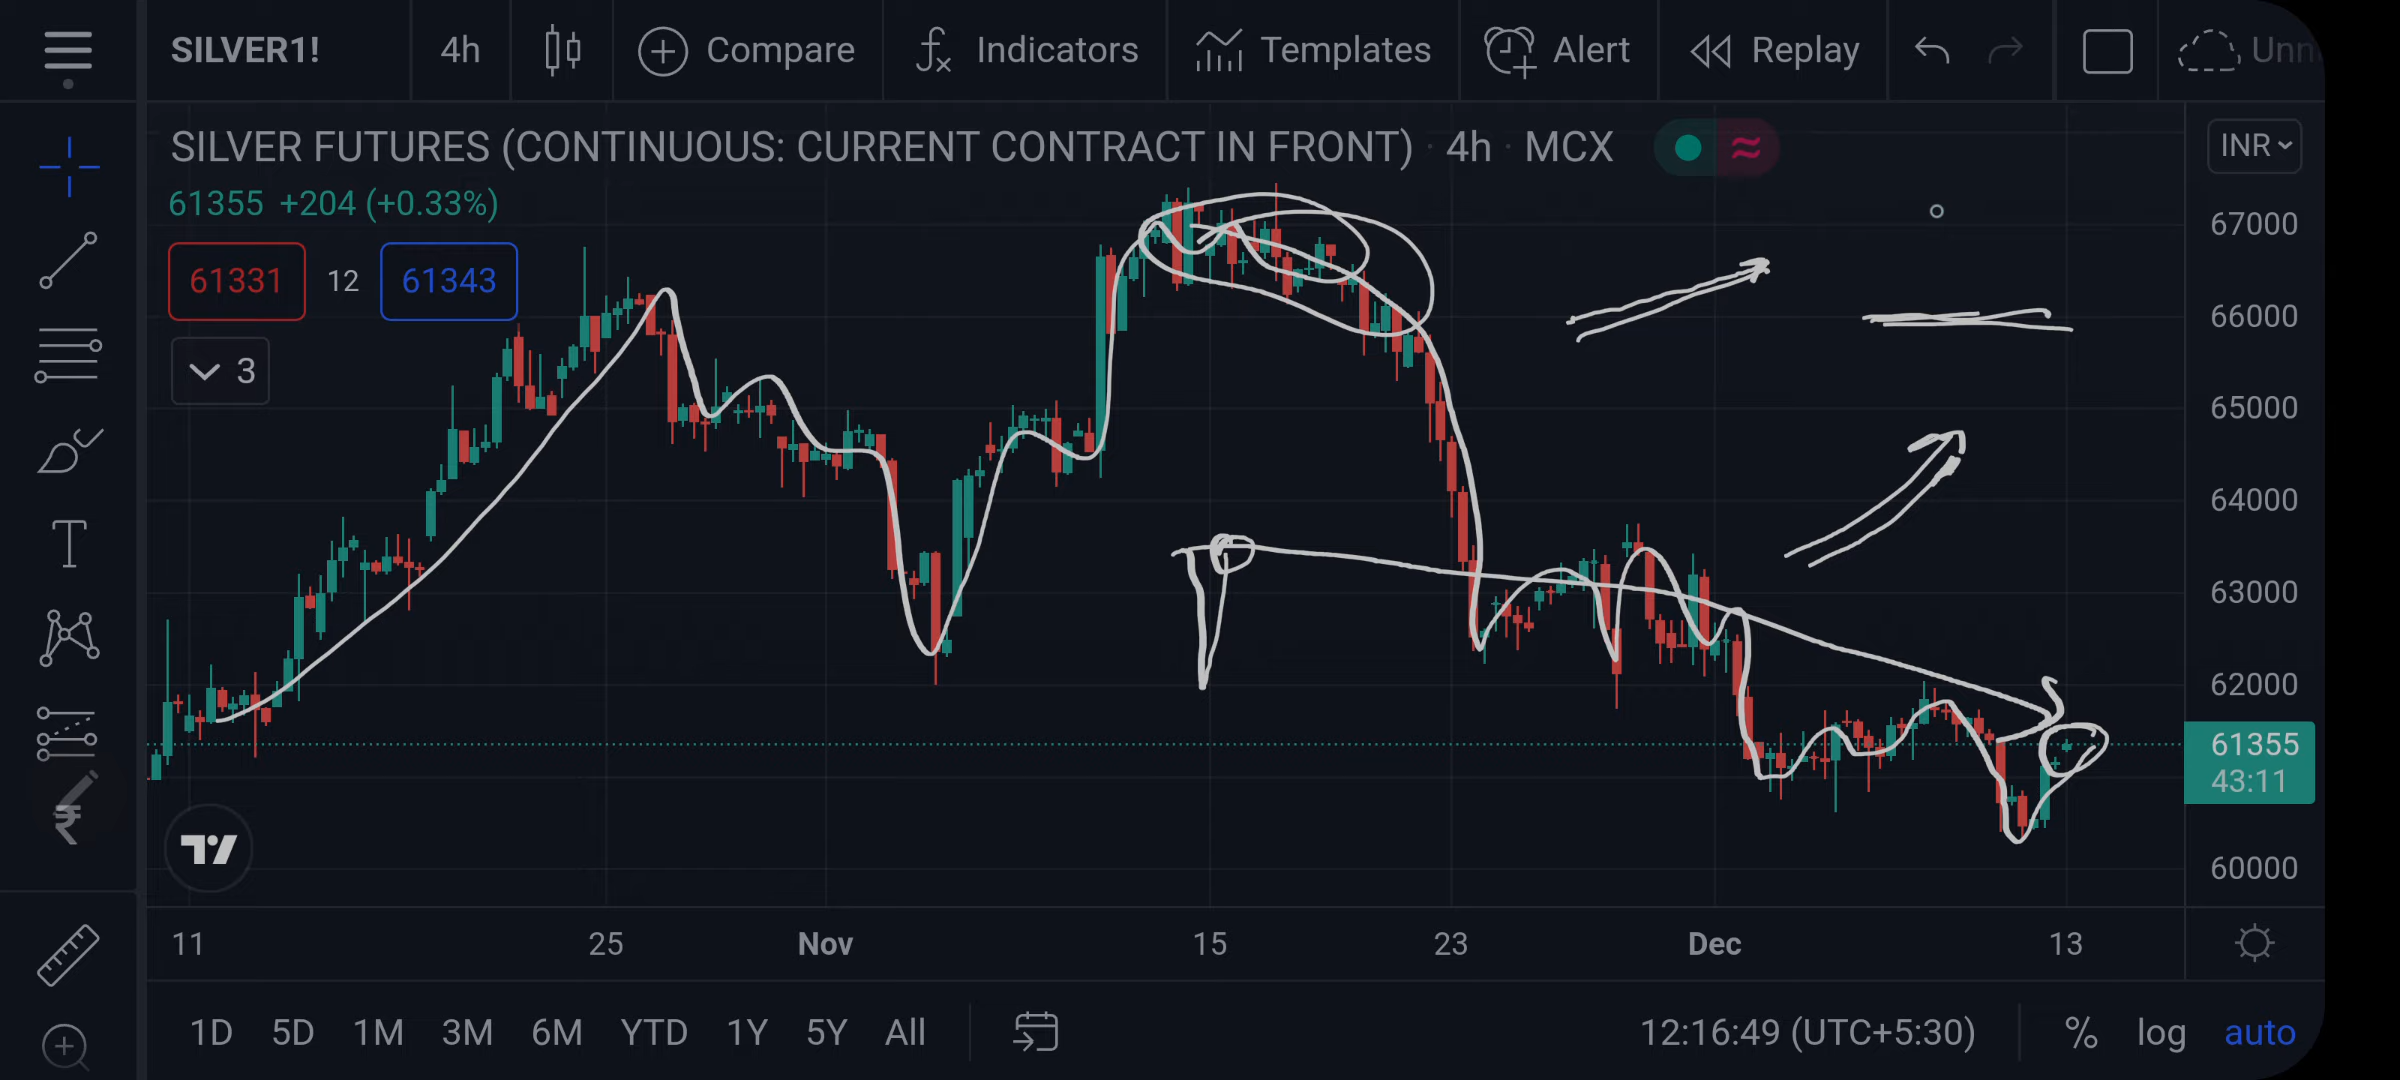 SILVER1! 4h Compare Indicators Templates Alert Replay
SILVER FUTURES (CONTINUOUS: CURRENT CONTRACT IN FRONT) · 4h · MCX INR
61355 +204 (+0.33%)
61331 12 61343
3
67000
66000
65000
64000
63000
62000
61355
43:11
60000
11 25 Nov 15 23 Dec 13
1D 5D 1M 3M 6M YTD 1Y 5Y All 12:16:49 (UTC+5:30) % log auto